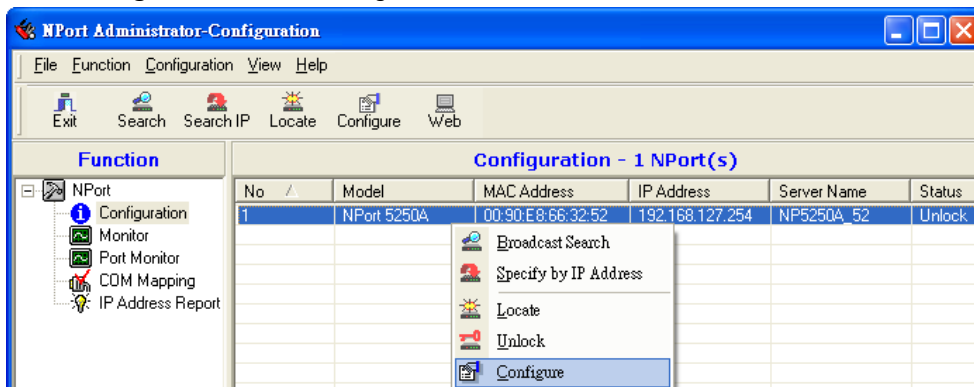 NPort Administrator-Configuration
File Function Configuration View Help
Exit Search Search IP Locate Configure Web
Function
Configuration - 1 NPort(s)
NPort
Configuration
Monitor
Port Monitor
COM Mapping
IP Address Report
No Model MAC Address IP Address Server Name Status
1 NPort 5250A 00:90:E8:66:32:52 192.168.127.254 NP5250A_52 Unlock
Broadcast Search
Specify by IP Address
Locate
Unlock
Configure